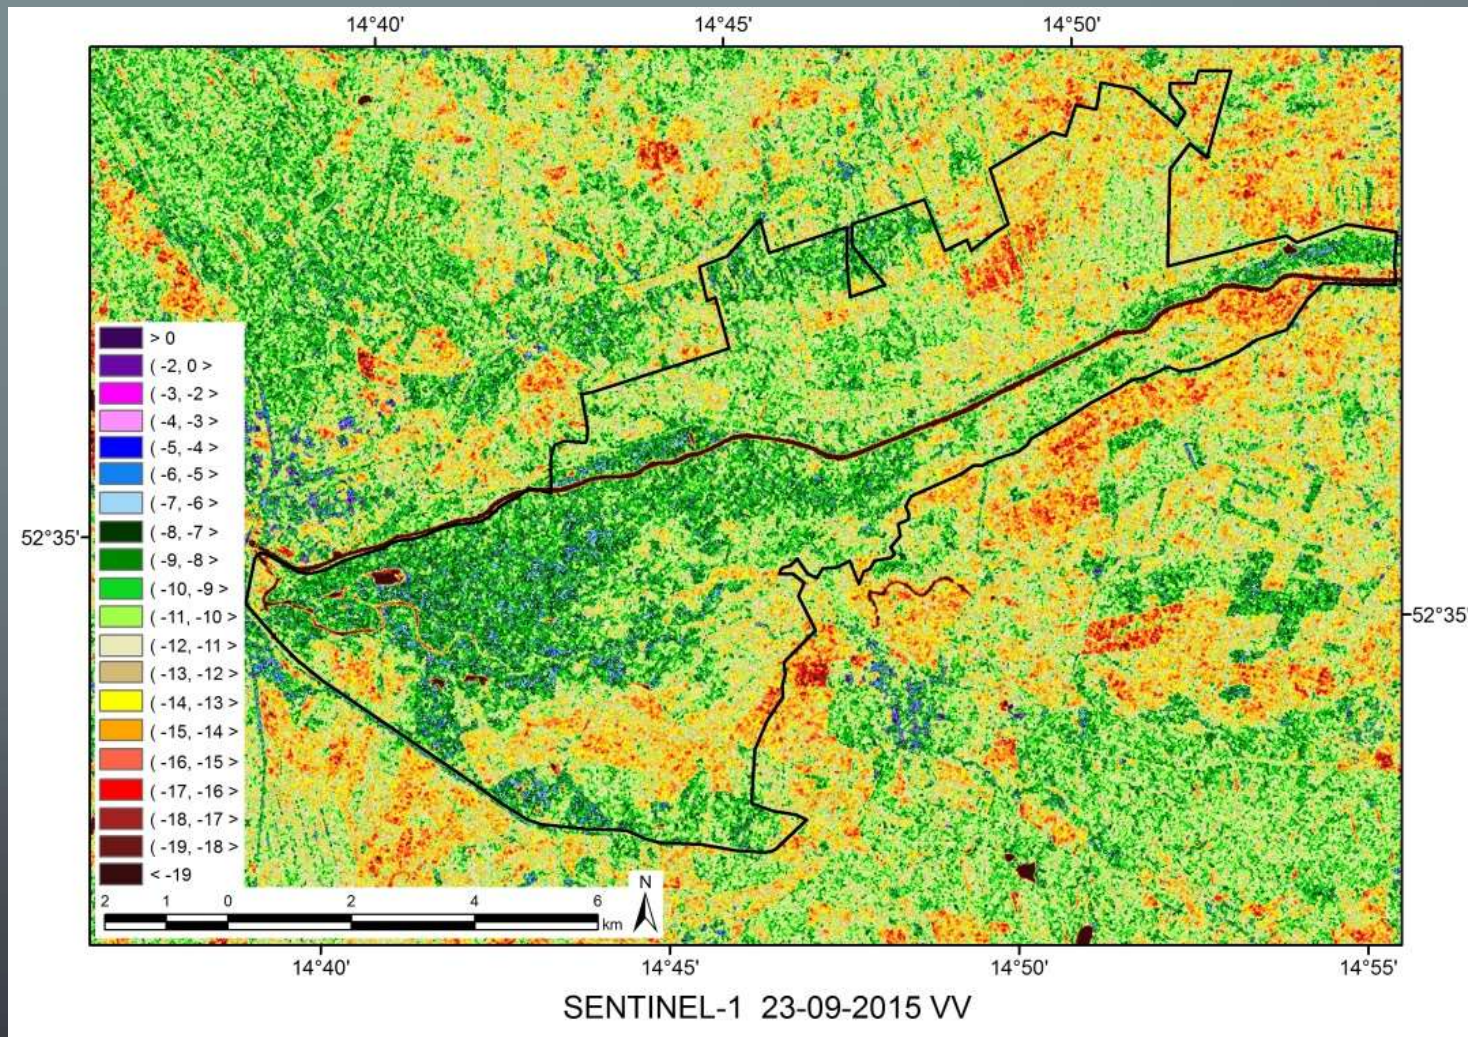 14°40' 14°45' 14°50'
> 0
( -2, 0 >
( -3, -2 >
( -4, -3 >
( -5, -4 >
( -6, -5 >
( -7, -6 >
( -8, -7 >
( -9, -8 >
( -10, -9 >
( -11, -10 >
( -12, -11 >
( -13, -12 >
( -14, -13 >
( -15, -14 >
( -16, -15 >
( -17, -16 >
( -18, -17 >
( -19, -18 >
< -19
52°35'
52°35'
N
2 1 0 2 4 6
km
14°40' 14°45' 14°50' 14°55'
SENTINEL-1 23-09-2015 VV